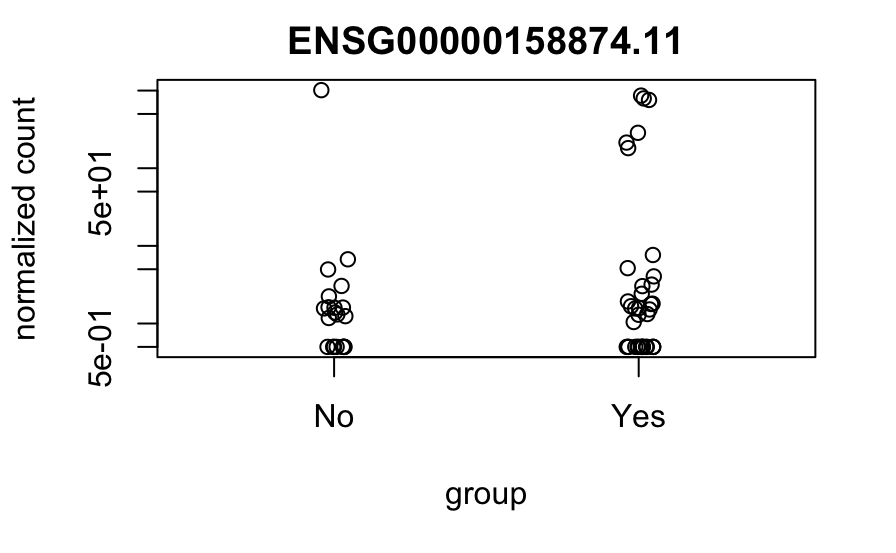 ENSG00000158874.11
normalized count
5e+01
5e-01
No
Yes
group